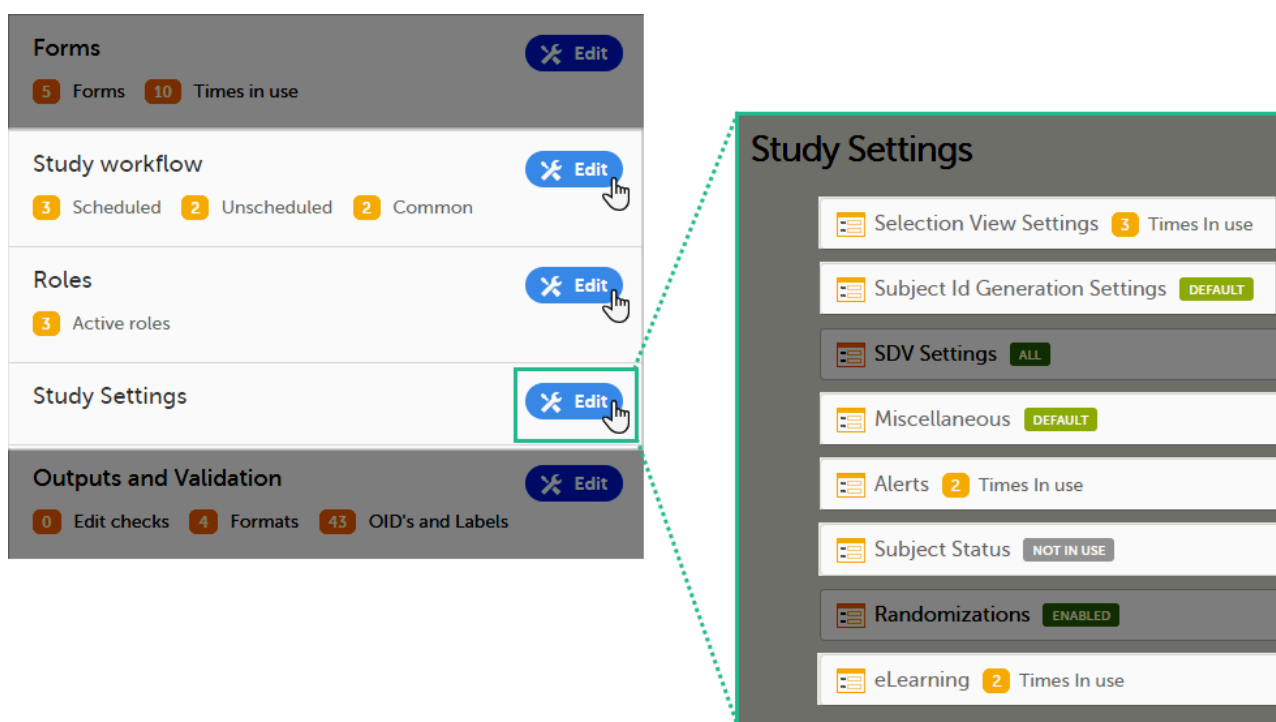 Forms
Edit
5 Forms 10 Times in use
Study workflow
Edit
3 Scheduled 2 Unscheduled 2 Common
Roles
Edit
3 Active roles
Study Settings
Edit
Outputs and Validation
Edit
0 Edit checks 4 Formats 43 OID's and Labels
Study Settings
Selection View Settings 3 Times In use
Subject Id Generation Settings DEFAULT
SDV Settings ALL
Miscellaneous DEFAULT
Alerts 2 Times In use
Subject Status NOT IN USE
Randomizations ENABLED
eLearning 2 Times In use